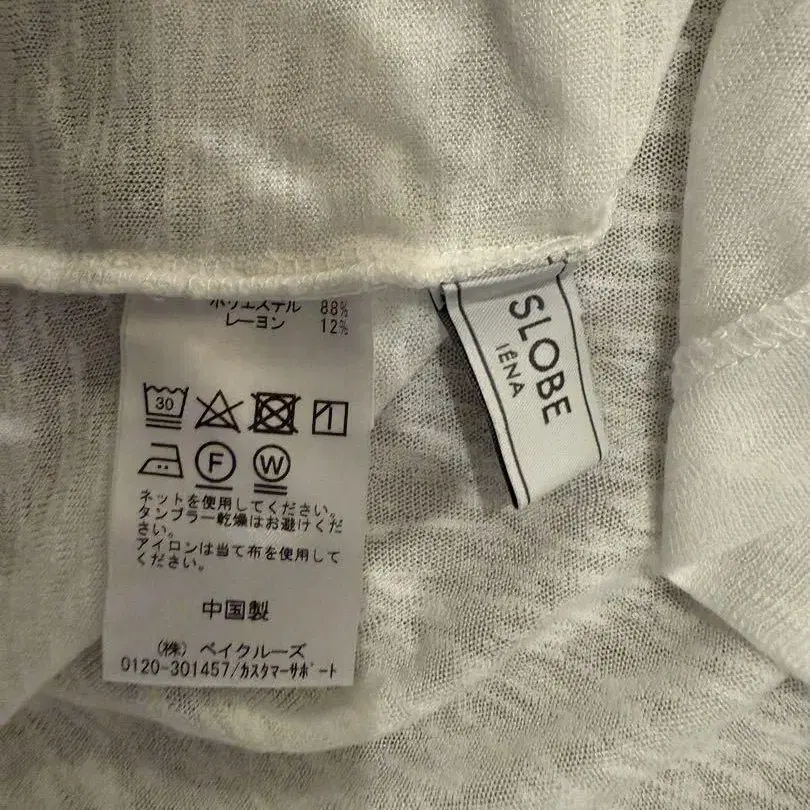 ポリエステル 88%
レーヨン 12%
30
F W
ネットを使用してください。
タンブラー乾燥はお避けくだ
さい。
アイロンは当て布を使用して
ください。
中国製
(株) ベイクルーズ
0120-301457/カスタマーサポート
SLOBE
IÉNA